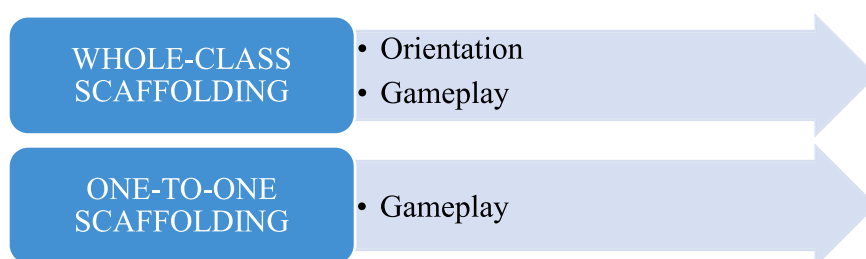 WHOLE-CLASS
SCAFFOLDING
• Orientation
• Gameplay
ONE-TO-ONE
SCAFFOLDING
• Gameplay